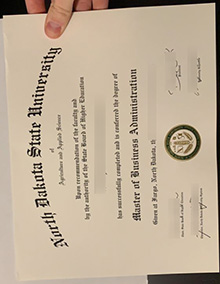 North Dakota State University
of
Agriculture and Applied Science
Upon recommendation of the faculty and
by the authority of the State Board of Higher Education
has successfully completed and is conferred the degree of
Master of Business Administration
Given at Fargo, North Dakota, th